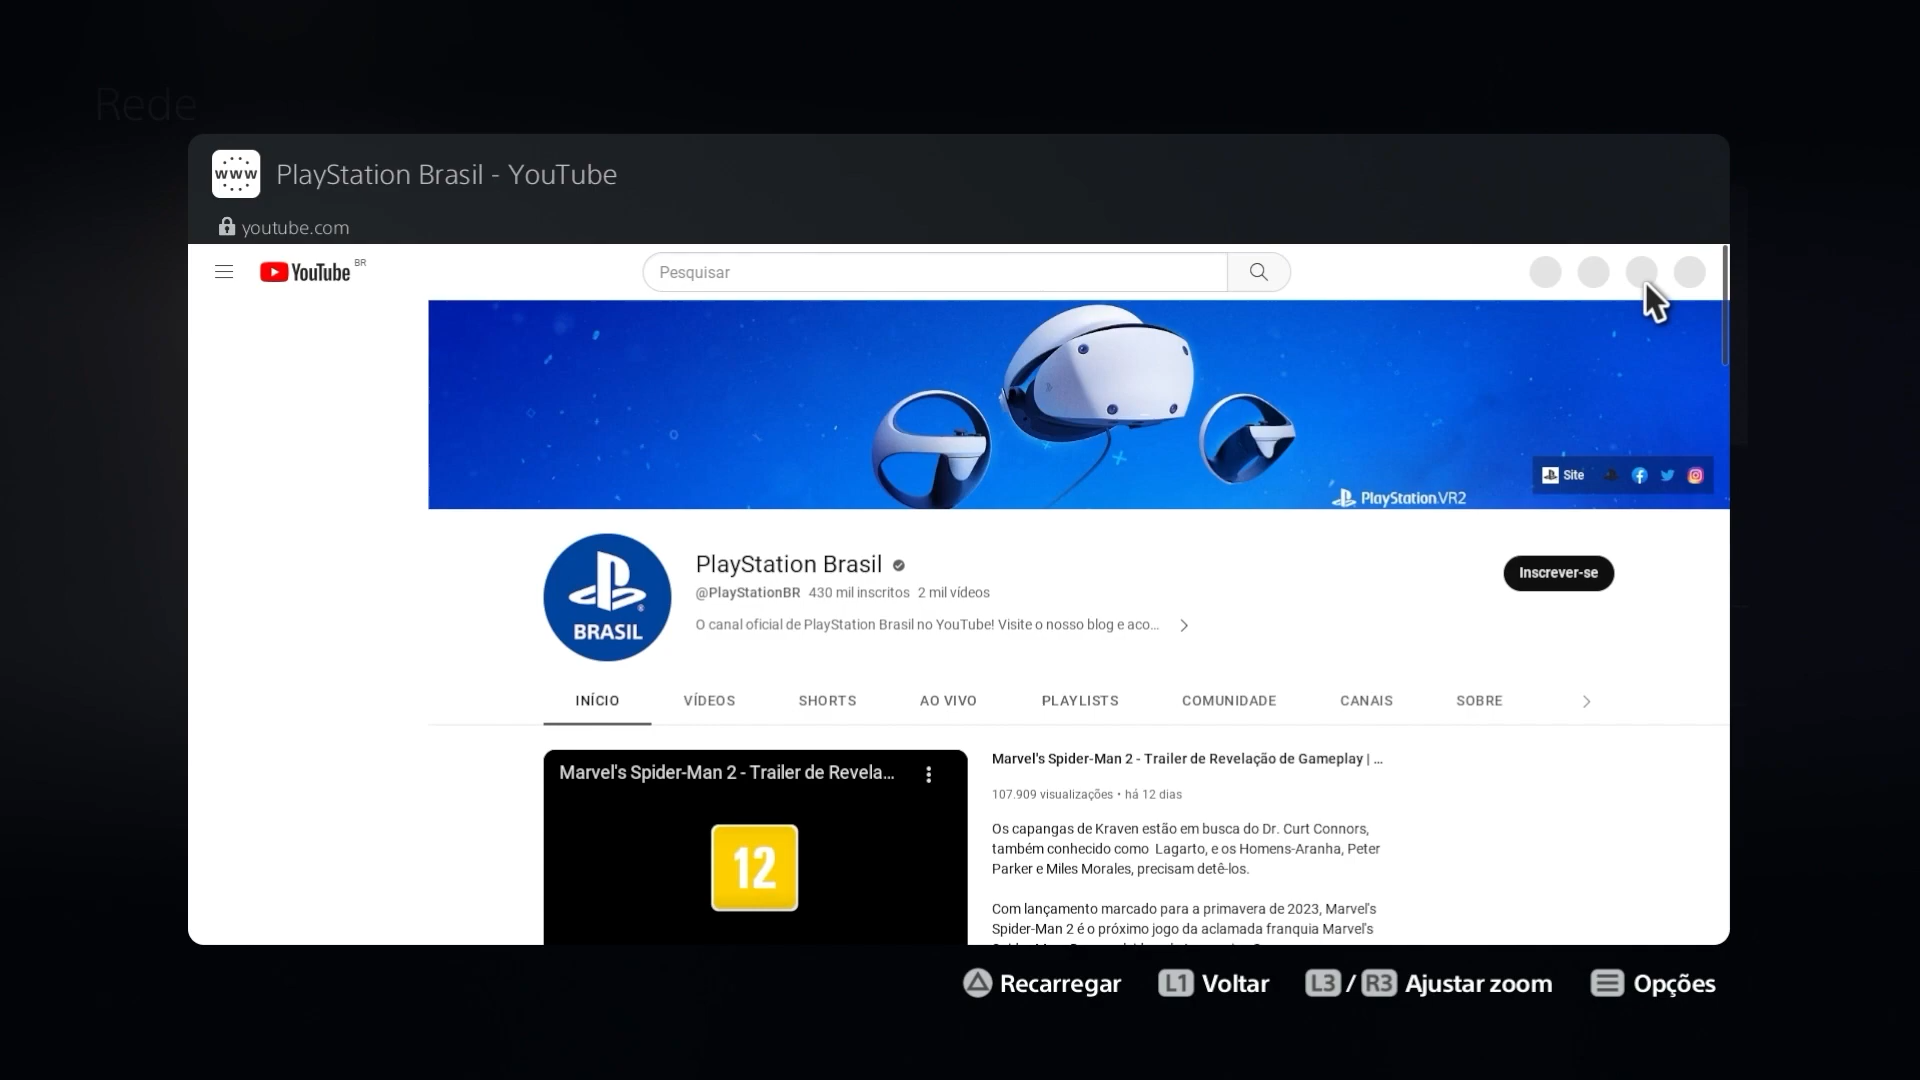 Rede
www PlayStation Brasil - YouTube
youtube.com
YouTube BR
Pesquisar
Site
PlayStation.VR2
BRASIL
PlayStation Brasil
@PlayStationBR 430 mil inscritos 2 mil vídeos
O canal oficial de PlayStation Brasil no YouTube! Visite o nosso blog e aco...
Inscrever-se
INÍCIO VÍDEOS SHORTS AO VIVO PLAYLISTS COMUNIDADE CANAIS SOBRE
Marvel's Spider-Man 2 - Trailer de Revela...
12
Marvel's Spider-Man 2 - Trailer de Revelação de Gameplay | ...
107.909 visualizações • há 12 dias
Os capangas de Kraven estão em busca do Dr. Curt Connors,
também conhecido como Lagarto, e os Homens-Aranha, Peter
Parker e Miles Morales, precisam detê-los.
Com lançamento marcado para a primavera de 2023, Marvel's
Spider-Man 2 é o próximo jogo da aclamada franquia Marvel's
Recarregar L1 Voltar L3 / R3 Ajustar zoom Opções